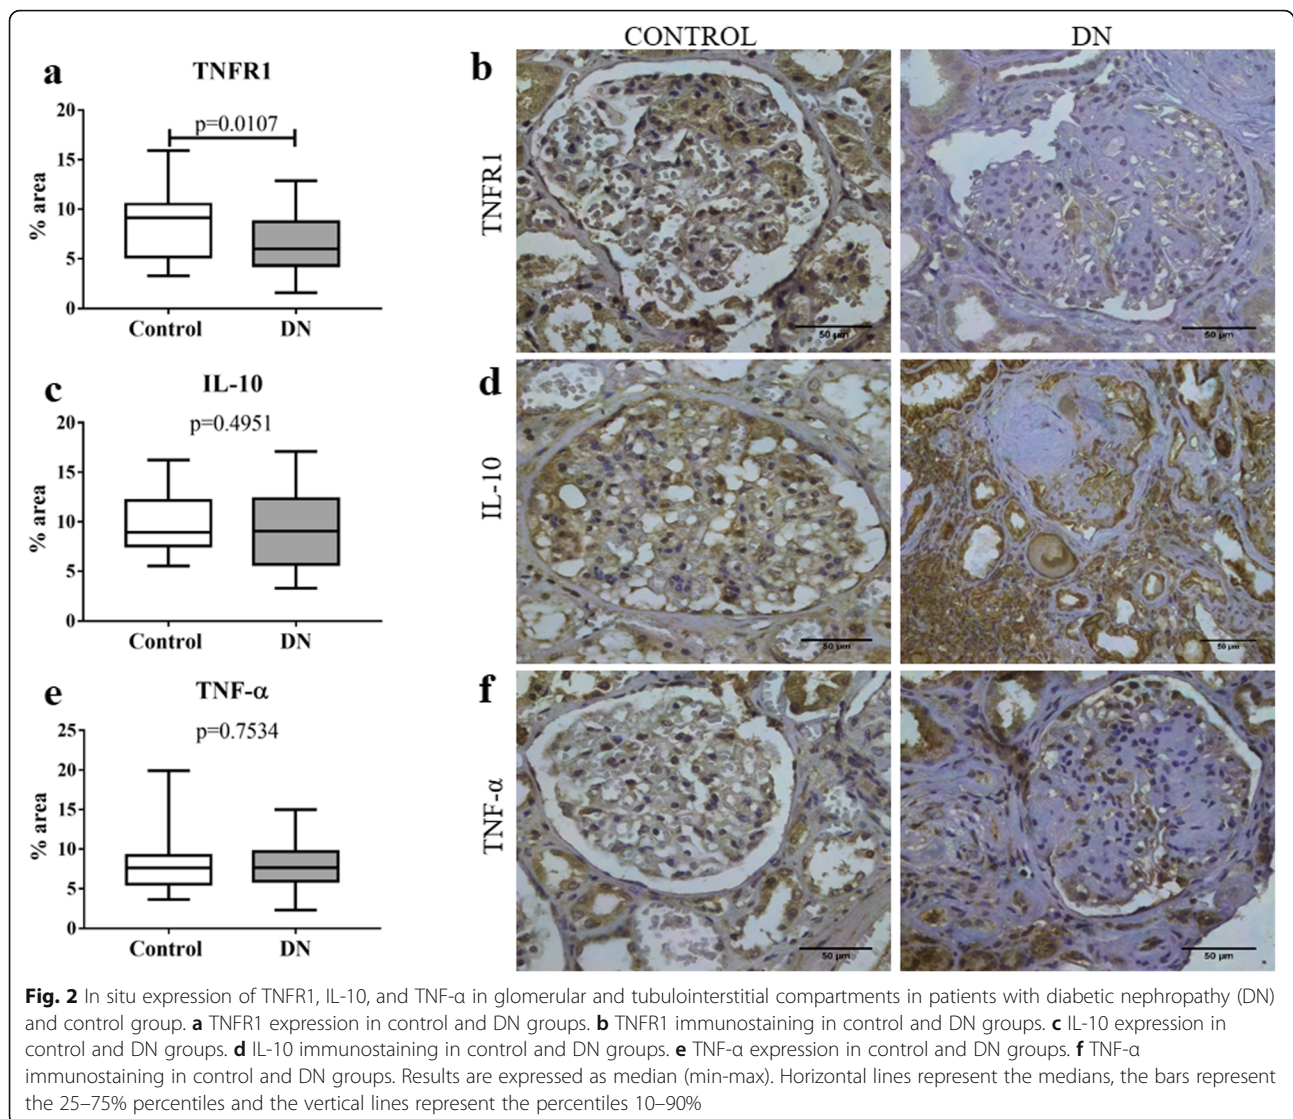 CONTROL
DN
a
TNFR1
20
15
10
5
0
% area
p=0.0107
Control
DN
b
TNFR1
50 µm
50 µm
c
IL-10
20
15
10
5
0
% area
p=0.4951
Control
DN
d
IL-10
50 µm
50 µm
e
TNF-α
25
20
15
10
5
0
% area
p=0.7534
Control
DN
f
TNF-α
50 µm
50 µm
Fig. 2 In situ expression of TNFR1, IL-10, and TNF-α in glomerular and tubulointerstitial compartments in patients with diabetic nephropathy (DN)
and control group. a TNFR1 expression in control and DN groups. b TNFR1 immunostaining in control and DN groups. c IL-10 expression in
control and DN groups. d IL-10 immunostaining in control and DN groups. e TNF-α expression in control and DN groups. f TNF-α
immunostaining in control and DN groups. Results are expressed as median (min-max). Horizontal lines represent the medians, the bars represent
the 25–75% percentiles and the vertical lines represent the percentiles 10–90%